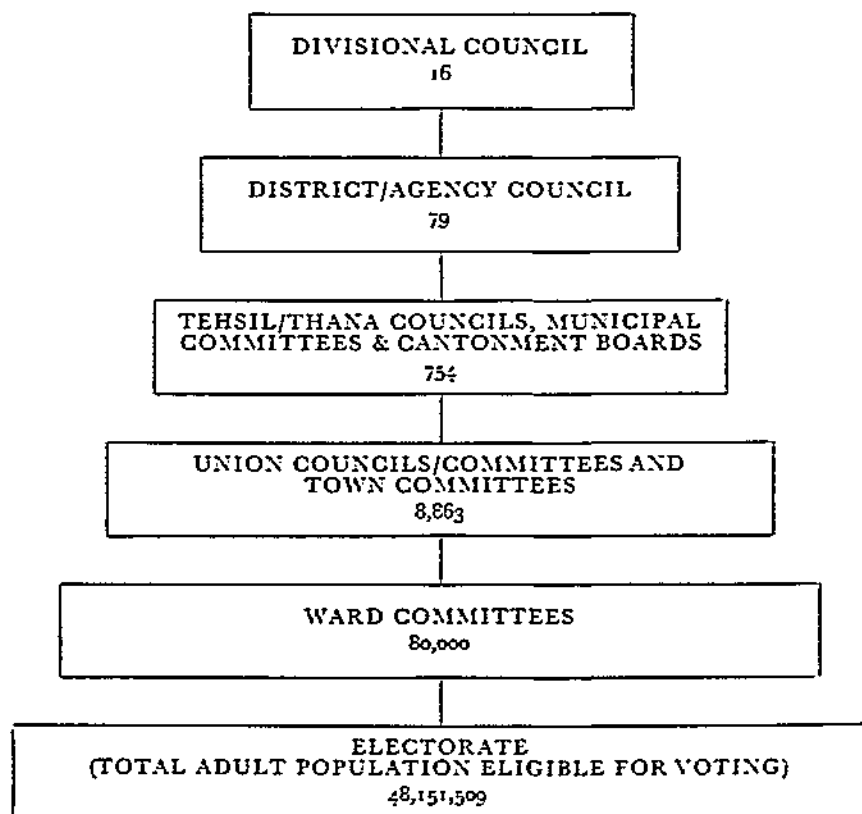 DIVISIONAL COUNCIL
16
DISTRICT/AGENCY COUNCIL
79
TEHSIL/THANA COUNCILS, MUNICIPAL
COMMITTEES & CANTONMENT BOARDS
754
UNION COUNCILS/COMMITTEES AND
TOWN COMMITTEES
8,863
WARD COMMITTEES
80,000
ELECTORATE
(TOTAL ADULT POPULATION ELIGIBLE FOR VOTING)
48,151,509